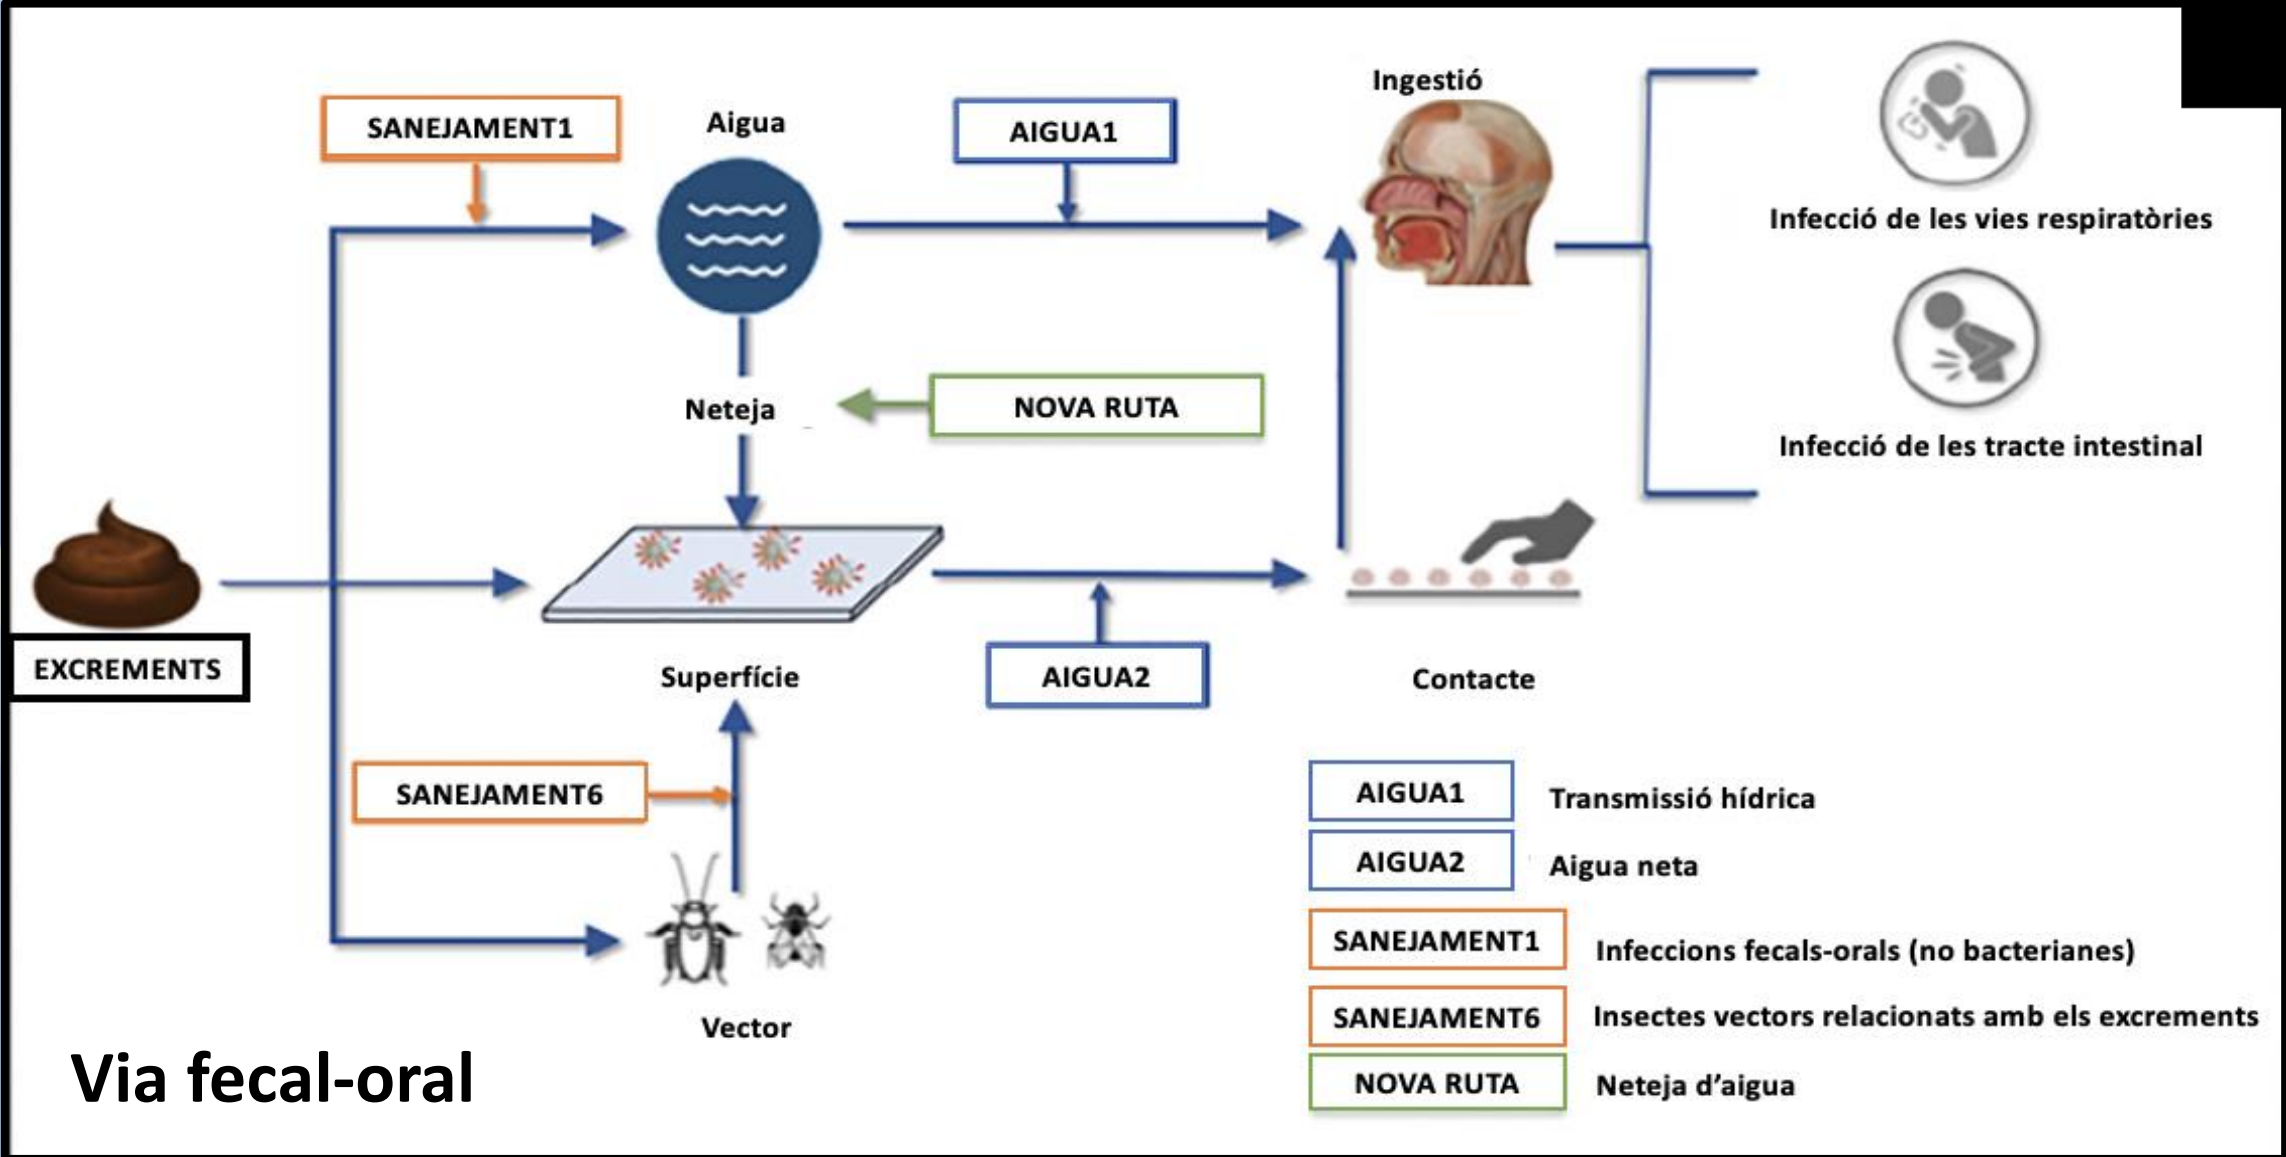 Ingestió
SANEJAMENT1
Aigua
AIGUA1
Infecció de les vies respiratòries
Neteja
NOVA RUTA
Infecció de les tracte intestinal
EXCREMENTS
Superfície
AIGUA2
Contacte
SANEJAMENT6
Vector
Via fecal-oral
AIGUA1 Transmissió hídrica
AIGUA2 Aigua neta
SANEJAMENT1 Infeccions fecals-orals (no bacterianes)
SANEJAMENT6 Insectes vectors relacionats amb els excrements
NOVA RUTA Neteja d’aigua